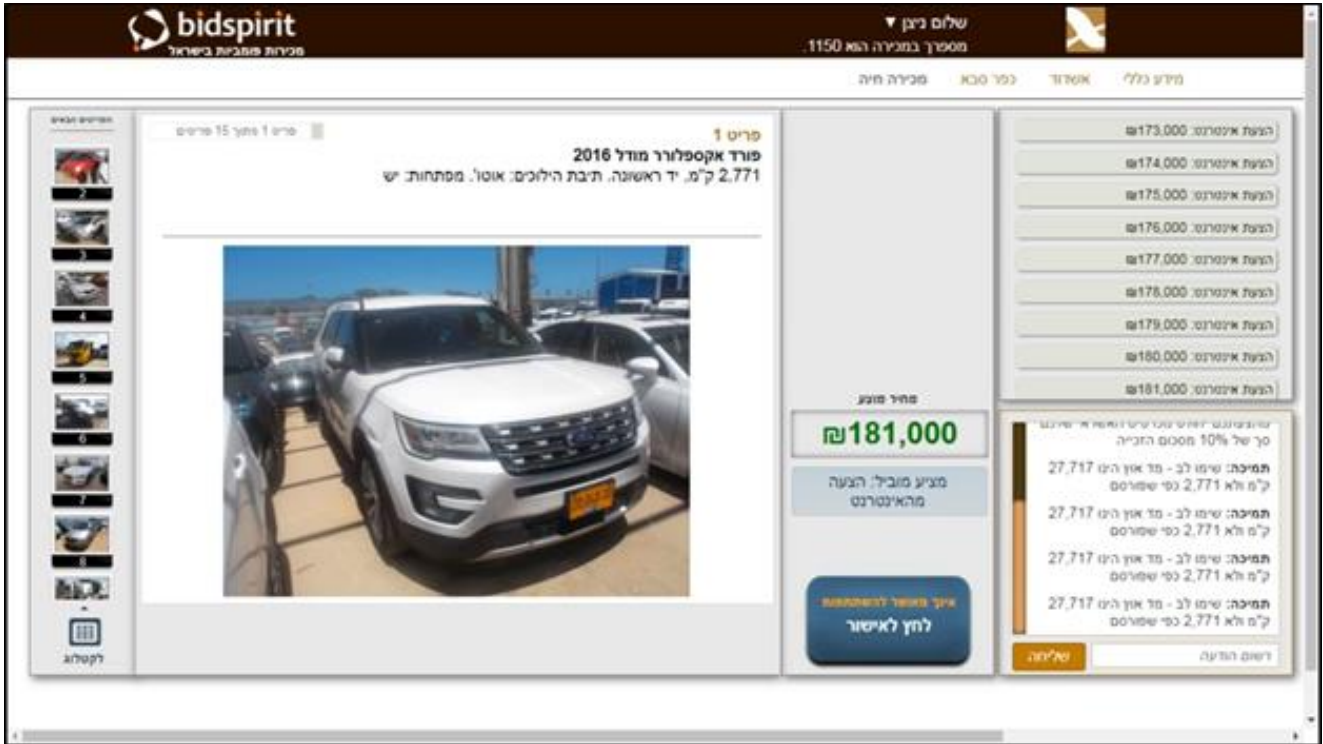 bidspirit
מכירות פומביות בישראל
שלום ניצן ▼
מספרך במכירה הוא 1150.
מידע כללי
אשדוד
כפר סבא
מכירה חיה
הצעת אינטרנט: 173,000₪
הצעת אינטרנט: 174,000₪
הצעת אינטרנט: 175,000₪
הצעת אינטרנט: 176,000₪
הצעת אינטרנט: 177,000₪
הצעת אינטרנט: 178,000₪
הצעת אינטרנט: 179,000₪
הצעת אינטרנט: 180,000₪
הצעת אינטרנט: 181,000₪
סך של 10% מסכום הזכייה
תמיכה: שימו לב - מד אוץ הינו 27,717
ק"מ ולא 2,771 כפי שפורסם
תמיכה: שימו לב - מד אוץ הינו 27,717
ק"מ ולא 2,771 כפי שפורסם
תמיכה: שימו לב - מד אוץ הינו 27,717
ק"מ ולא 2,771 כפי שפורסם
תמיכה: שימו לב - מד אוץ הינו 27,717
ק"מ ולא 2,771 כפי שפורסם
רשום הודעה
שליחה
מחיר מוצע
₪181,000
מציע מוביל: הצעה
מהאינטרנט
אינך מאושר להשתתפות
לחץ לאישור
פריט 1
פריט 1 מתוך 15 פריטים
פורד אקספלורר מודל 2016
2,771 ק"מ, יד ראשונה. תיבת הילוכים: אוטו'. מפתחות: יש
הפריטים הבאים
2
3
4
5
6
7
8
לקטלוג